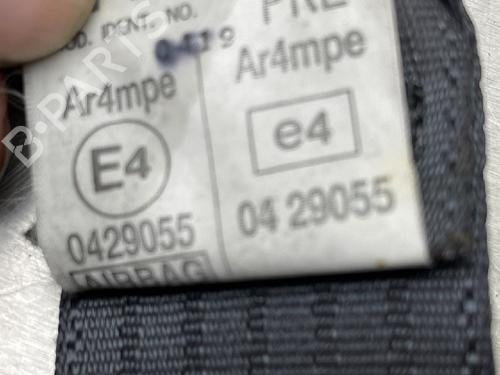 OD. IDENT. NO.
Ar4mpe
E4
0429055
AIRBAG
PRE
Ar4mpe
e4
04 29055
B-PARTS